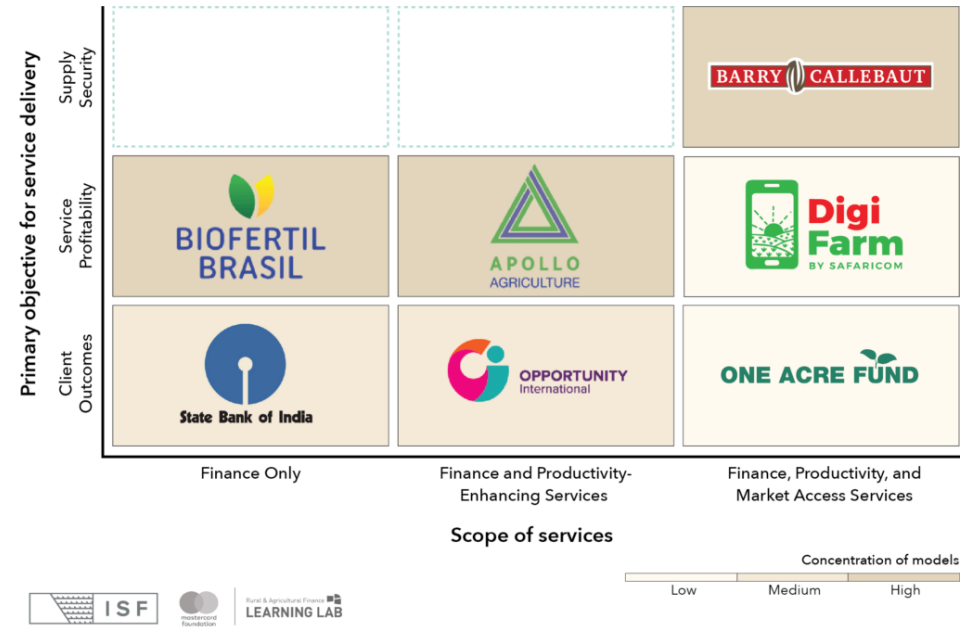 Primary objective for service delivery
Supply
Security
BARRY CALLEBAUT
Service
Profitability
BIOFERTIL
BRASIL
APOLLO
AGRICULTURE
Digi
Farm
BY SAFARICOM
Client
Outcomes
State Bank of India
OPPORTUNITY
International
ONE ACRE FUND
Finance Only
Finance and Productivity-
Enhancing Services
Finance, Productivity, and
Market Access Services
Scope of services
Concentration of models
Low
Medium
High
ISF
mastercard
foundation
Rural & Agricultural Finance
LEARNING LAB